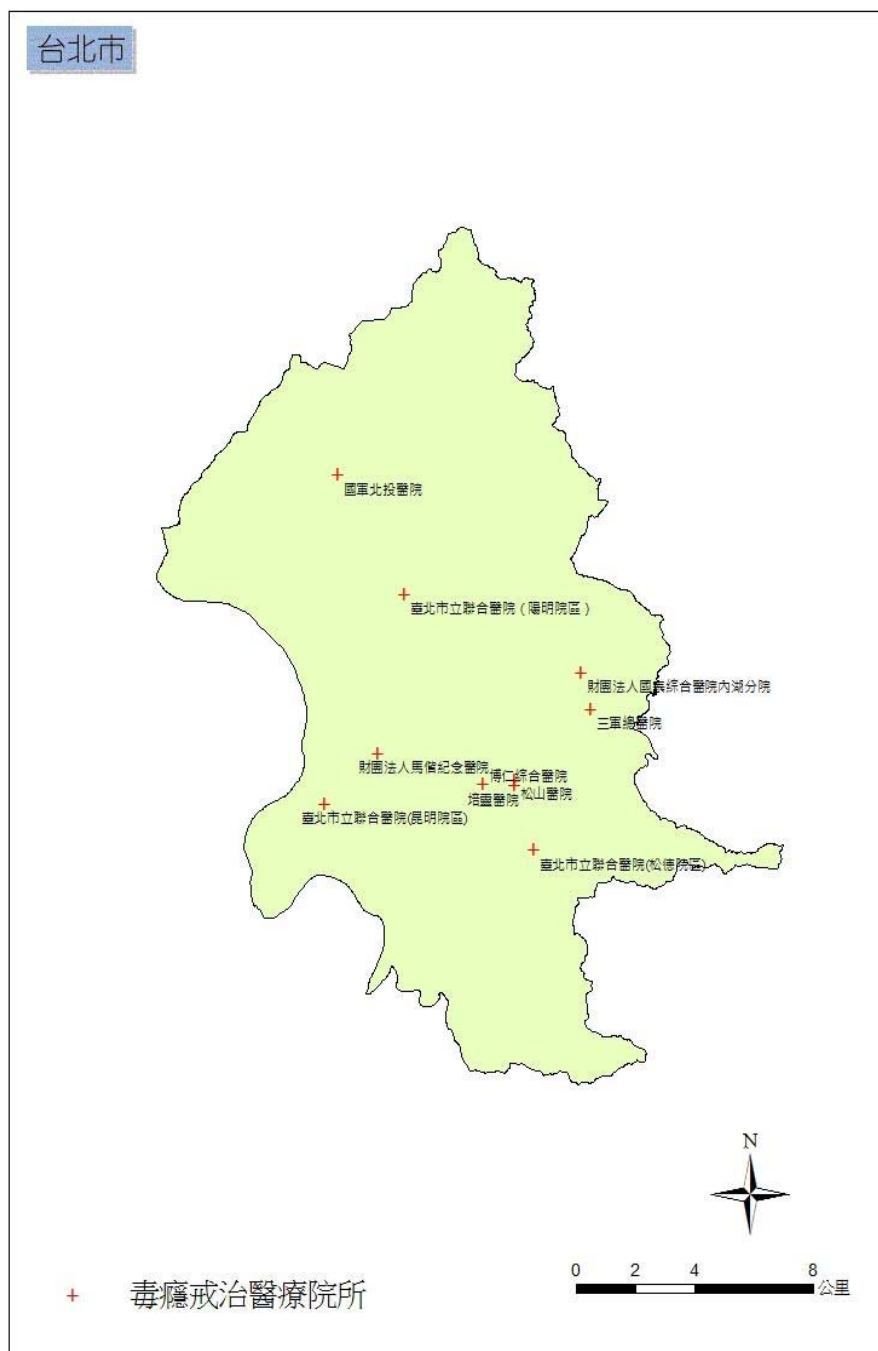 台北市
國軍北投醫院
臺北市立聯合醫院（陽明院區）
財團法人國泰綜合醫院內湖分院
三軍總醫院
財團法人馬偕紀念醫院
博仁綜合醫院
培靈醫院
松山醫院
臺北市立聯合醫院(昆明院區)
臺北市立聯合醫院(松德院區)
N
毒癮戒治醫療院所
0 2 4 8
公里